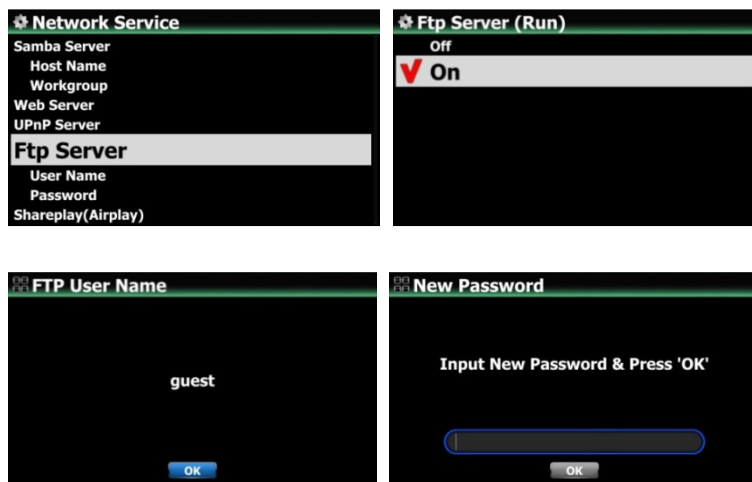 Network Service
Samba Server
Host Name
Workgroup
Web Server
UPnP Server
Ftp Server
User Name
Password
Shareplay(Airplay)
Ftp Server (Run)
Off
On
FTP User Name
guest
OK
New Password
Input New Password & Press 'OK'
OK